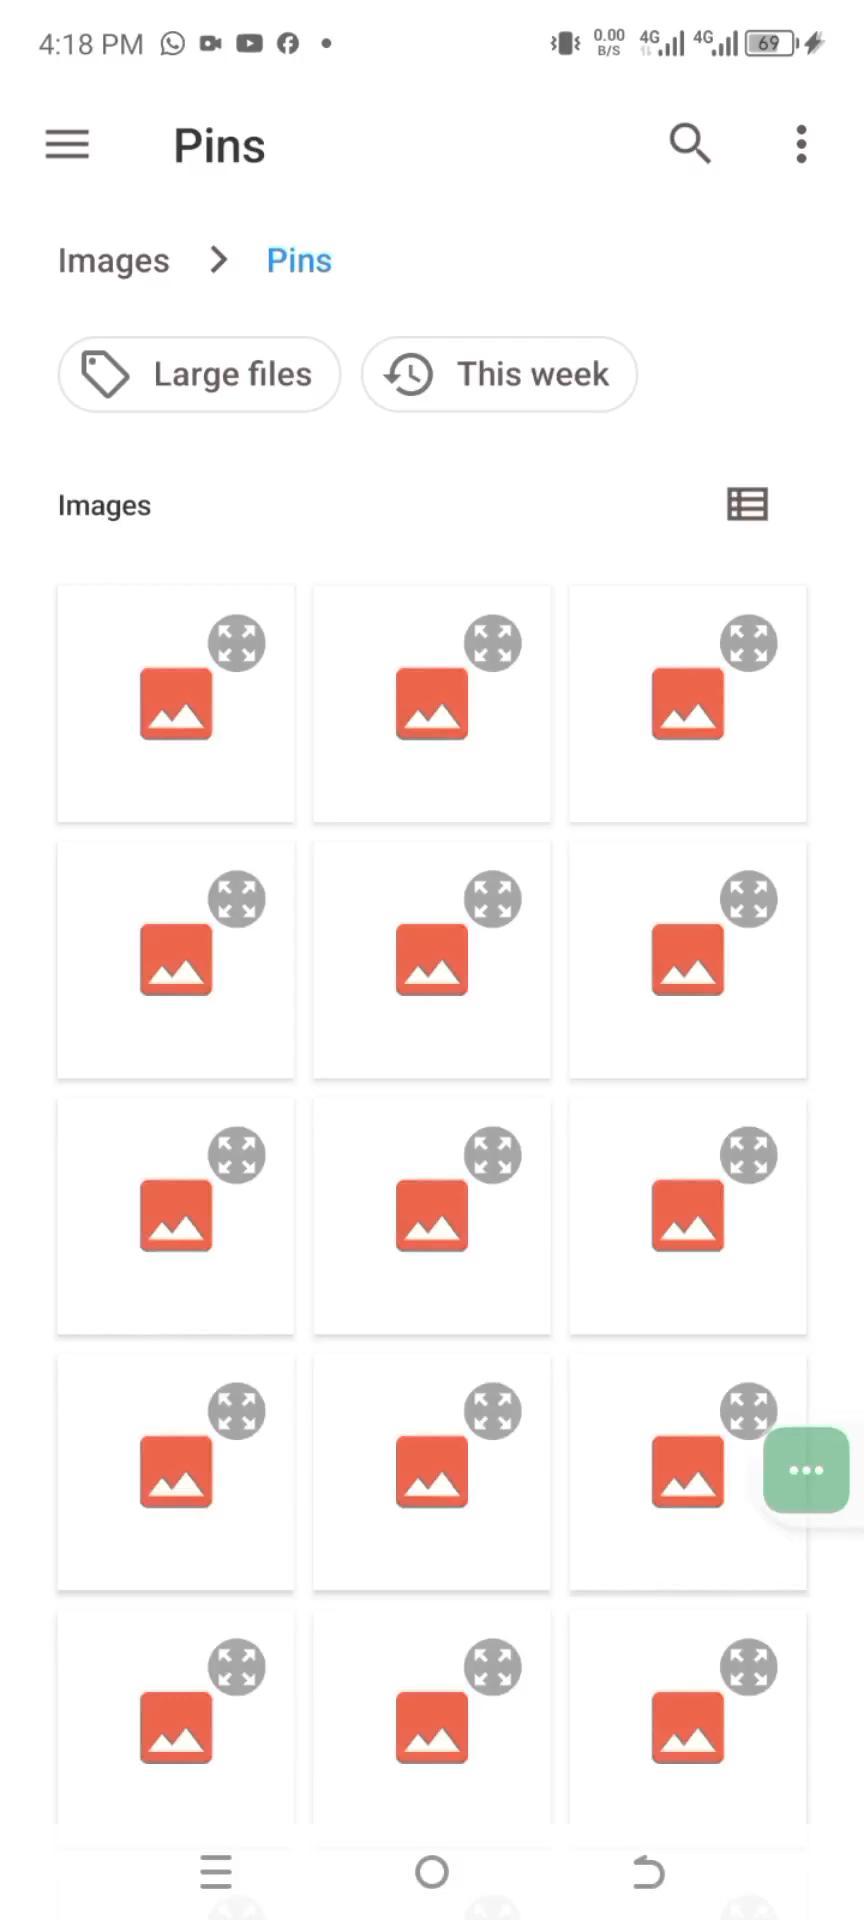 4:18 PM 0.00 B/S 4G 4G 69
Pins
Images Pins
Large files This week
Images